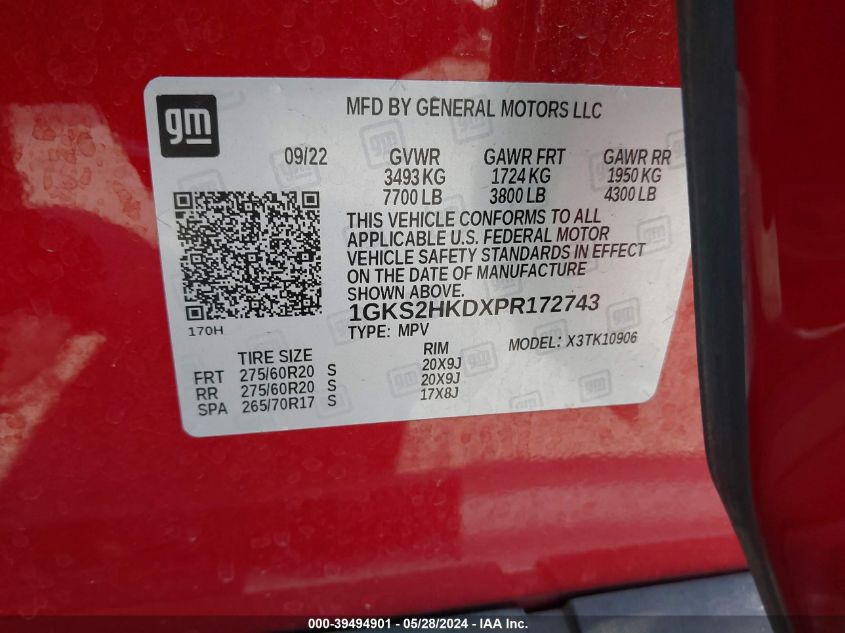 gm
MFD BY GENERAL MOTORS LLC
09/22 GVWR GAWR FRT GAWR RR
3493 KG 1724 KG 1950 KG
7700 LB 3800 LB 4300 LB
THIS VEHICLE CONFORMS TO ALL
APPLICABLE U.S. FEDERAL MOTOR
VEHICLE SAFETY STANDARDS IN EFFECT
ON THE DATE OF MANUFACTURE
SHOWN ABOVE.
170H
1GKS2HKDXPR172743
TYPE: MPV MODEL: X3TK10906
TIRE SIZE RIM
FRT 275/60R20 S 20X9J
RR 275/60R20 S 20X9J
SPA 265/70R17 S 17X8J
000-39494901 - 05/28/2024 - IAA Inc.